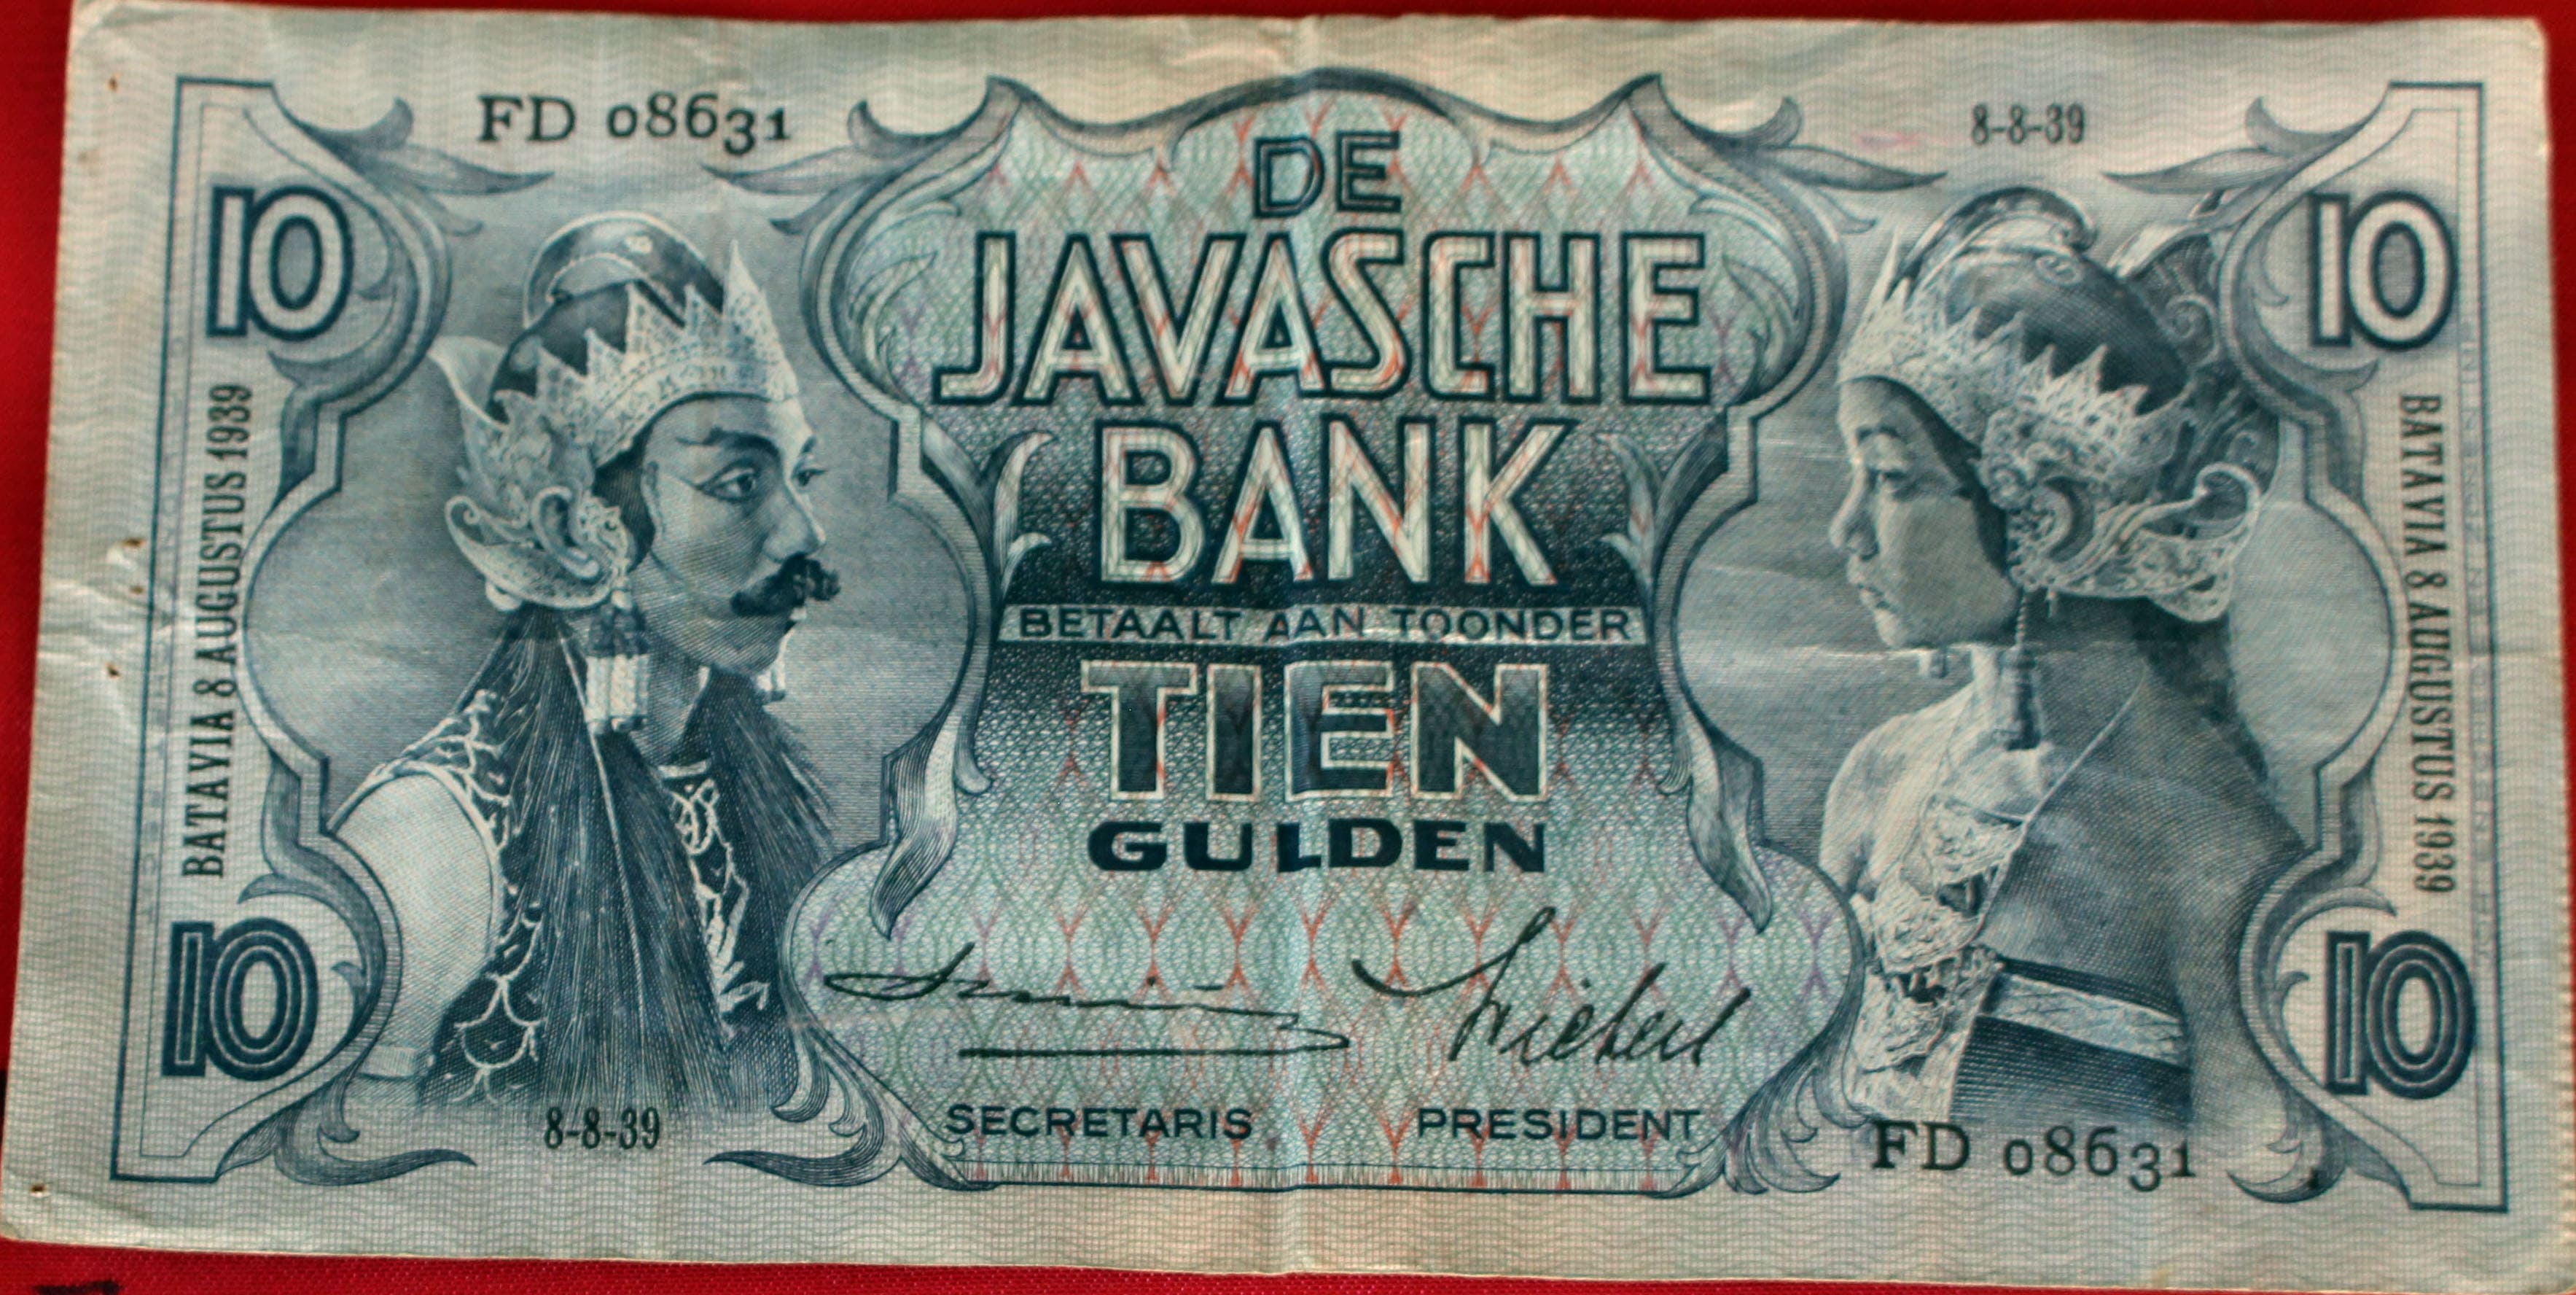 FD 08631
8-8-39
10
10
DE
JAVASCHE
BANK
BETAALT AAN TOONDER
TIEN
GULDEN
BATAVIA 8 AUGUSTUS 1939
BATAVIA 8 AUGUSTUS 1939
10
10
SECRETARIS
PRESIDENT
8-8-39
FD 08631